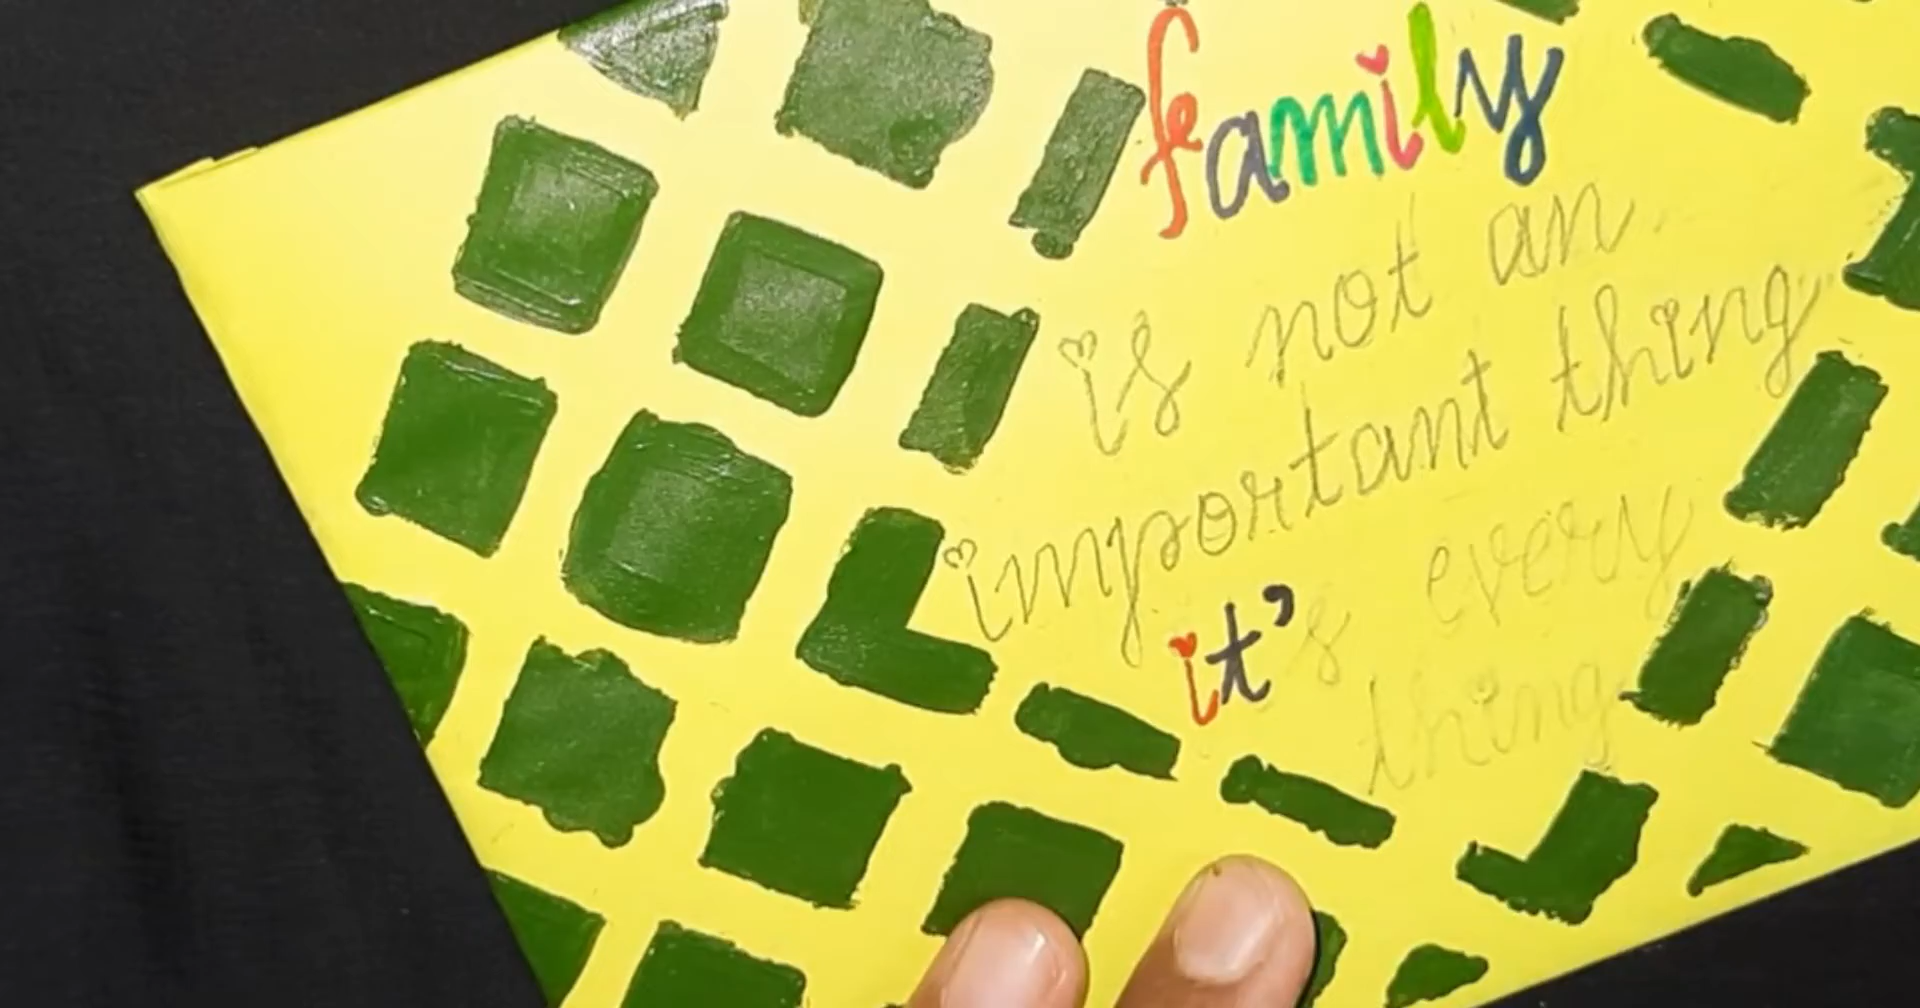 family
is not an
important thing
it's every
thing